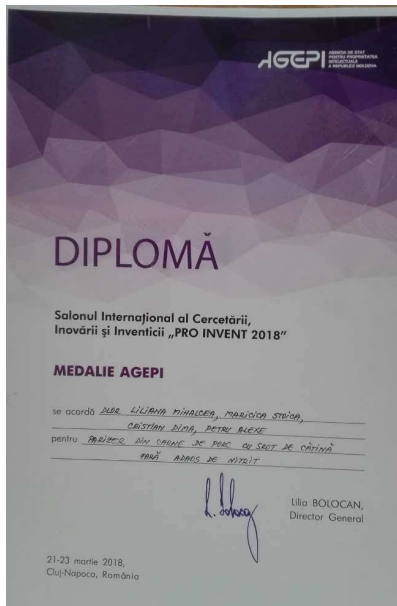 AGEPI
AGENȚIA DE STAT
PENTRU PROPRIETATEA
INTELECTUALĂ
A REPUBLICII MOLDOVA
DIPLOMĂ
Salonul Internațional al Cercetării,
Inovării și Inventicii „PRO INVENT 2018”
MEDALIE AGEPI
se acordă DLOR LILIANA MIHALCEA, MARICICA STOICA,
CRISTIAN DIMA, PETRU ALEXE
pentru PARIZER DIN CARNE DE PORC CU ȘROT DE CĂTINĂ
FĂRĂ ADAOS DE NITRIT
Lilia BOLOCAN,
Director General
21-23 martie 2018,
Cluj-Napoca, România